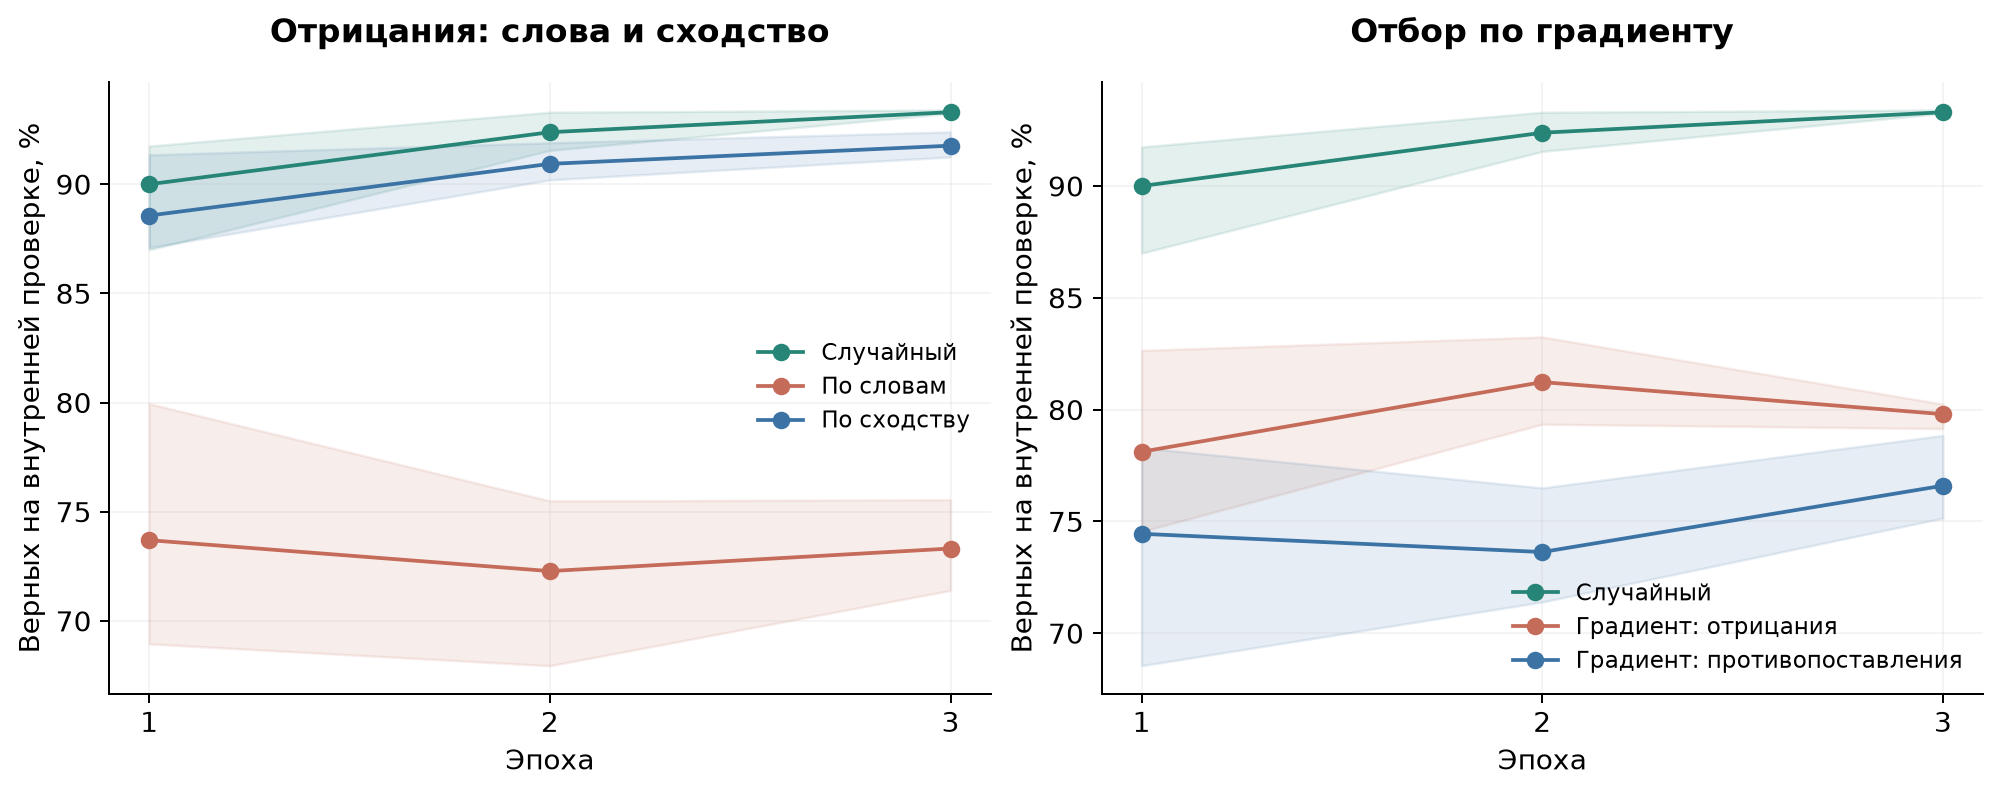 Отрицания: слова и сходство
Верных на внутренней проверке, %
90
85
80
75
70
Случайный
По словам
По сходству
1
2
3
Эпоха
Отбор по градиенту
Верных на внутренней проверке, %
90
85
80
75
70
Случайный
Градиент: отрицания
Градиент: противопоставления
1
2
3
Эпоха